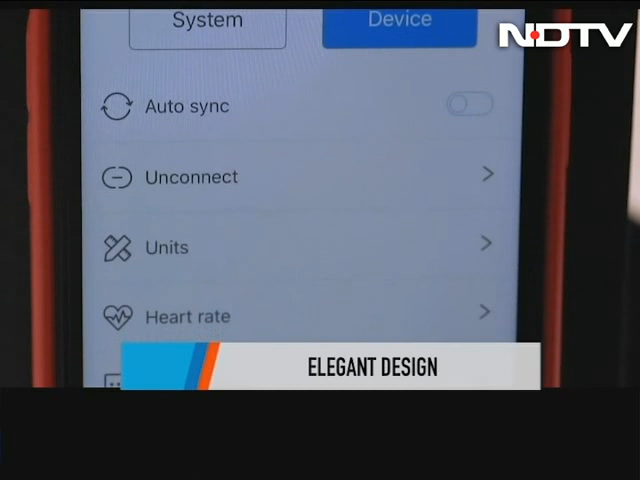 System
Device
NDTV
Auto sync
Unconnect
Units
Heart rate
ELEGANT DESIGN